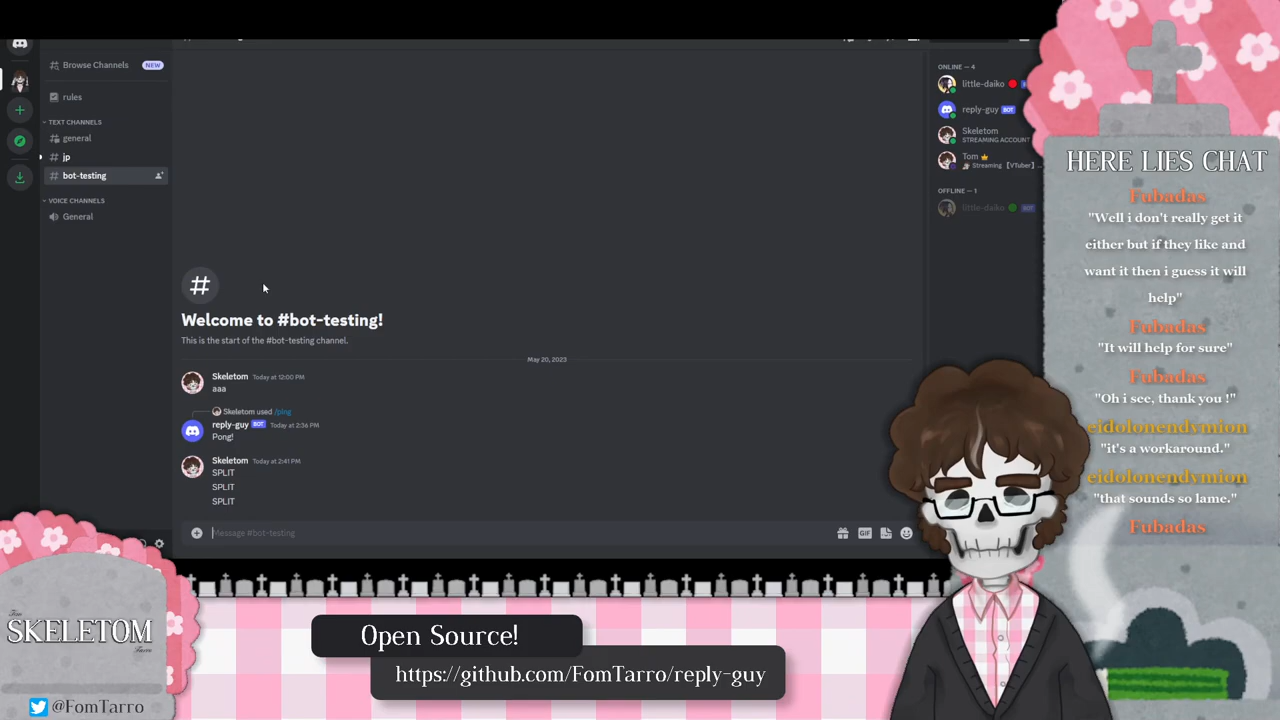 Browse Channels NEW
rules
TEXT CHANNELS
general
jp
bot-testing
VOICE CHANNELS
General
Welcome to #bot-testing!
This is the start of the #bot-testing channel.
May 20, 2023
Skeletom Today at 12:00 PM
aaa
Skeletom used /ping
reply-guy BOT Today at 2:36 PM
Pong!
Skeletom Today at 2:41 PM
SPLIT
SPLIT
SPLIT
Message #bot-testing
GIF
ONLINE — 4
little-daiko
reply-guy BOT
Skeletom
STREAMING ACCOUNT
Tom
Streaming 【VTuber】 ...
OFFLINE — 1
little-daiko BOT
HERE LIES CHAT
Fubadas
"Well i don't really get it
either but if they like and
want it then i guess it will
help"
Fubadas
"It will help for sure"
Fubadas
"Oh i see, thank you !"
eidolonendymion
"it's a workaround."
eidolonendymion
"that sounds so lame."
Fubadas
Tom
SKELETOM
Tarro
@FomTarro
Open Source!
https://github.com/FomTarro/reply-guy